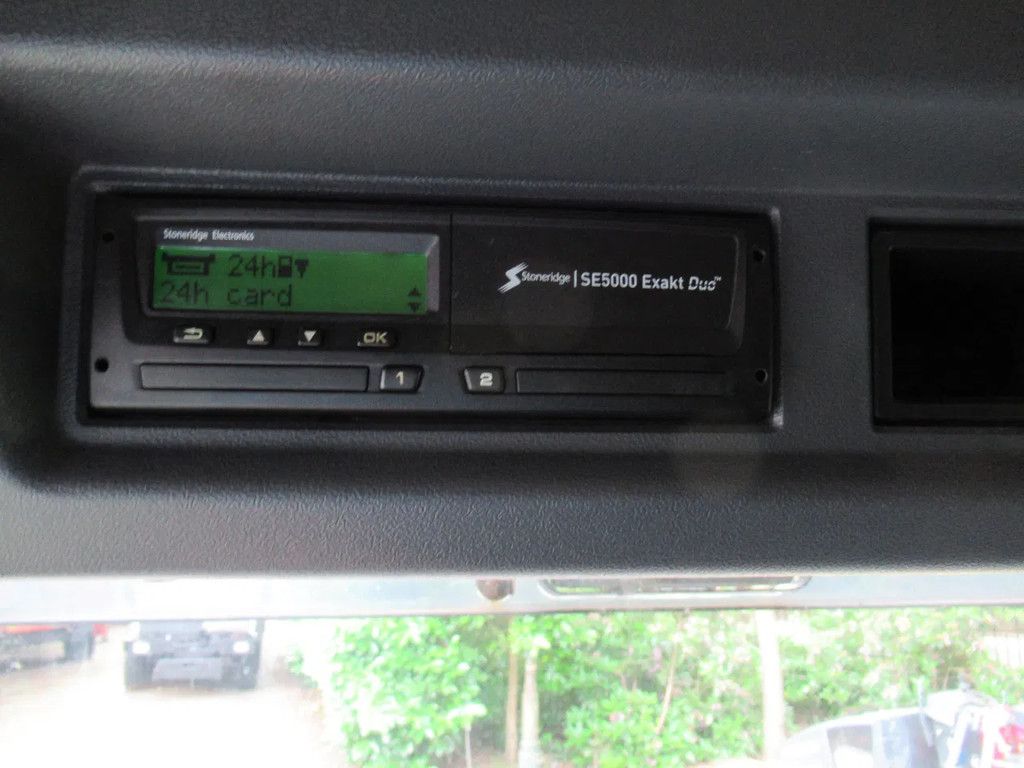 Stoneridge Electronics
24h
24h card
OK
1
2
Stoneridge | SE5000 Exakt Duo™